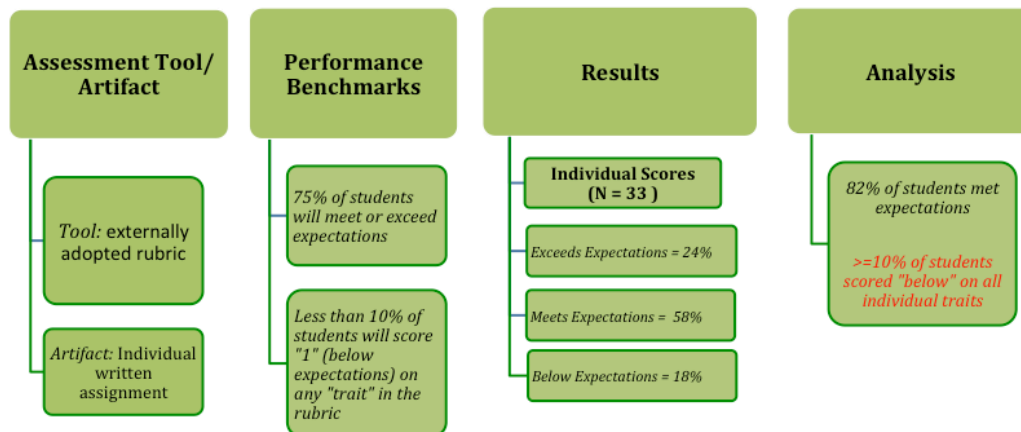 Assessment Tool/
Artifact
Tool: externally
adopted rubric
Artifact: Individual
written
assignment
Performance
Benchmarks
75% of students
will meet or exceed
expectations
Less than 10% of
students will score
"1" (below
expectations) on
any "trait" in the
rubric
Results
Individual Scores
(N = 33 )
Exceeds Expectations = 24%
Meets Expectations = 58%
Below Expectations = 18%
Analysis
82% of students met
expectations
>=10% of students
scored "below" on all
individual traits